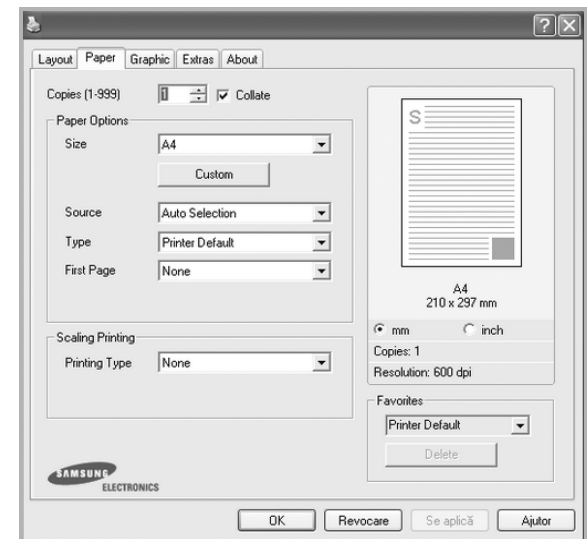 Layout Paper Graphic Extras About
Copies (1-999) 1 Collate
Paper Options
Size A4
Custom
Source Auto Selection
Type Printer Default
First Page None
Scaling Printing
Printing Type None
S
A4
210 x 297 mm
mm inch
Copies: 1
Resolution: 600 dpi
Favorites
Printer Default
Delete
SAMSUNG
ELECTRONICS
OK Revocare Se aplică Ajutor